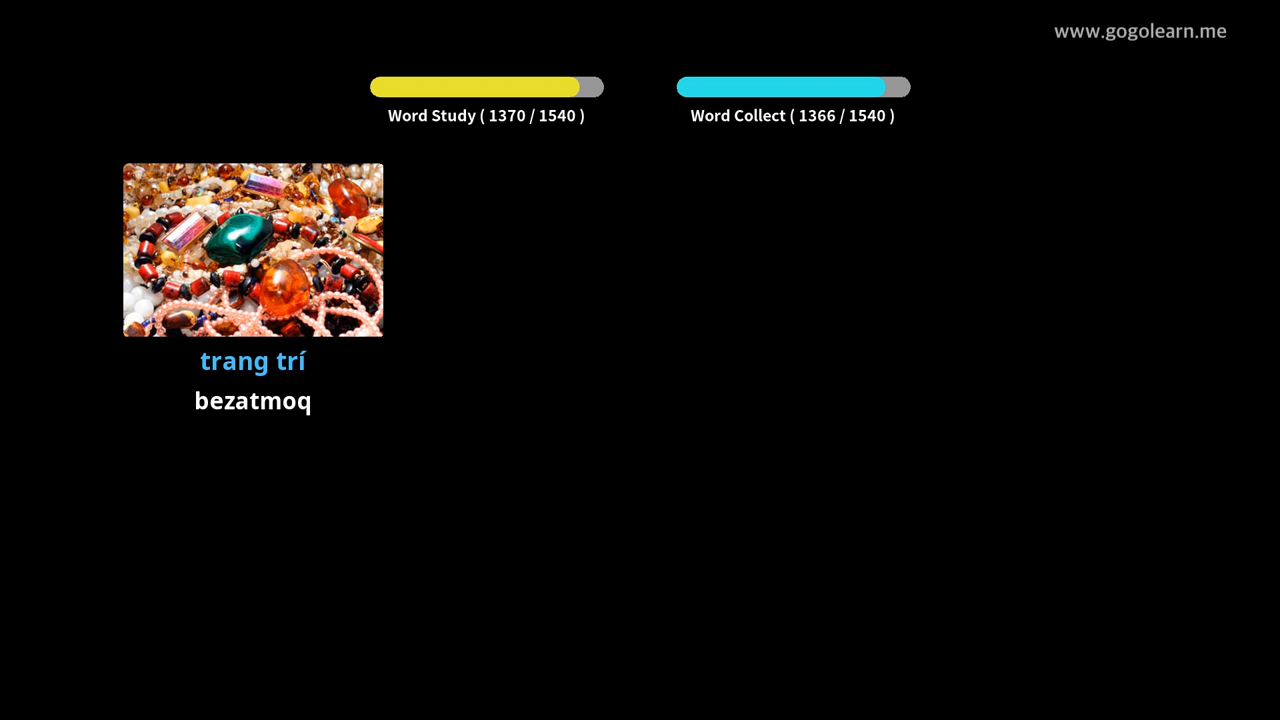 www.gogolearn.me
Word Study ( 1370 / 1540 )
Word Collect ( 1366 / 1540 )
trang trí
bezatmoq